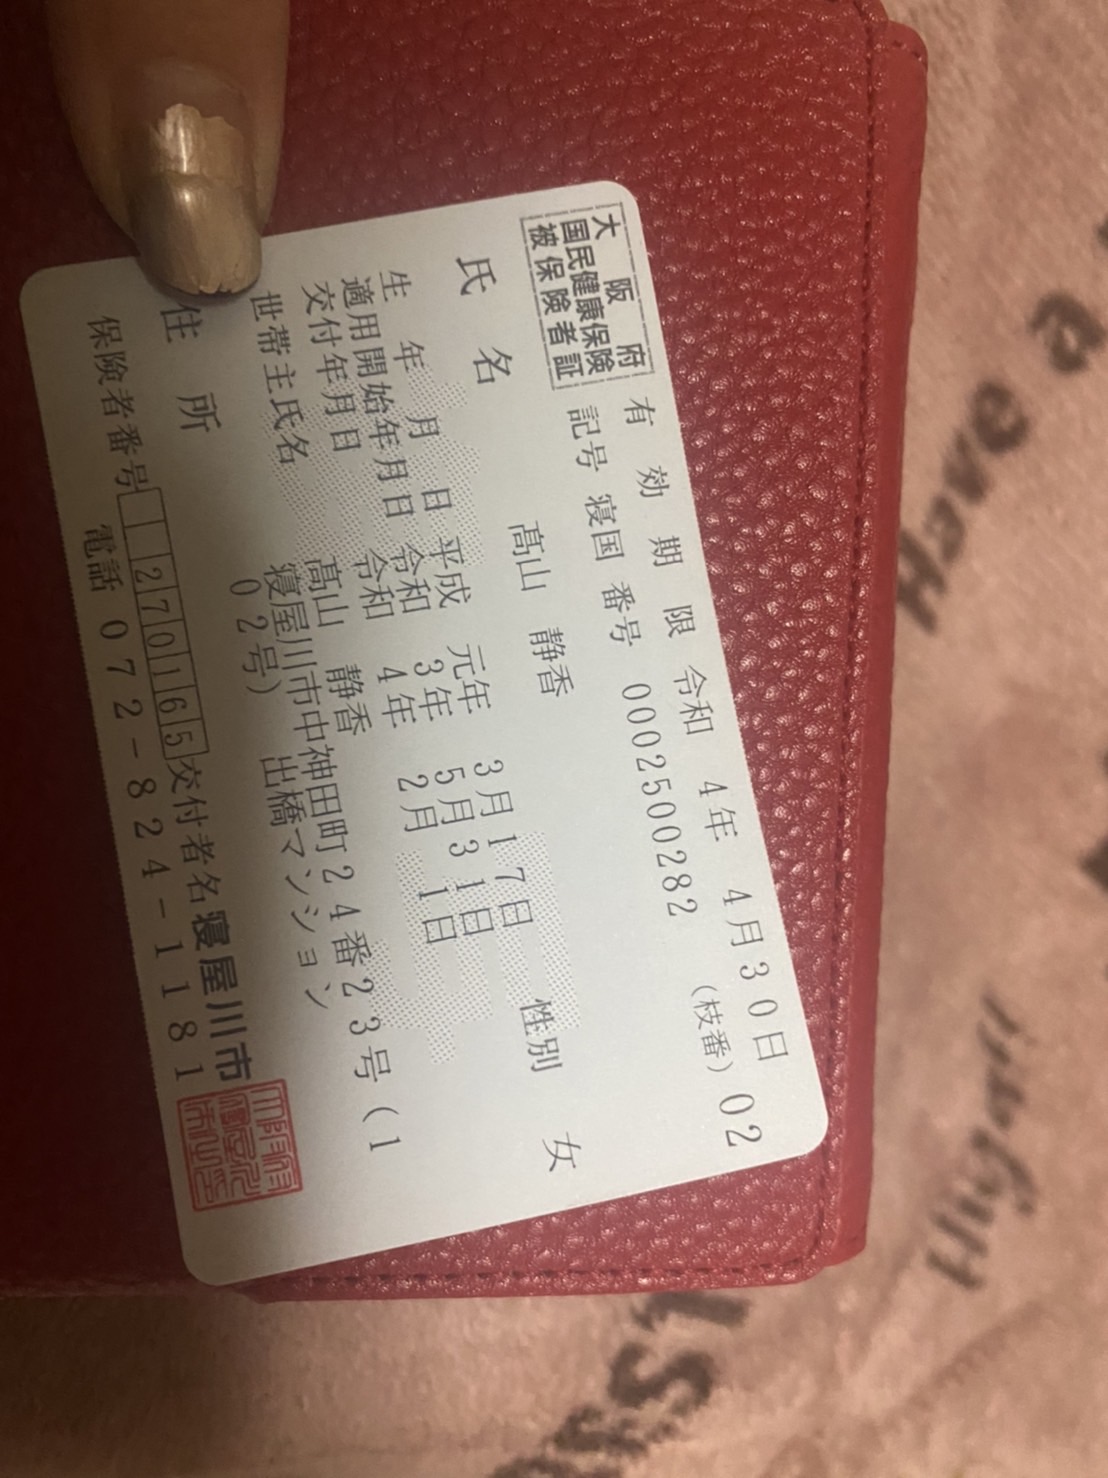 大阪府
国民健康保険
被保険者証
有効期限 令和 4年 4月30日
記号 寝国 番号 0002500282 (枝番) 02
氏名 髙山 静香
生年月日 平成 元年 3月17日 性別 女
適用開始年月日 令和 3年 5月31日
交付年月日 令和 4年 2月 1日
世帯主氏名 髙山 静香
住所 寝屋川市中神田町24番23号(1
02号) 出橋マンション
保険者番号 270165 交付者名 寝屋川市
電話 072-824-1181
Have a
Hugat